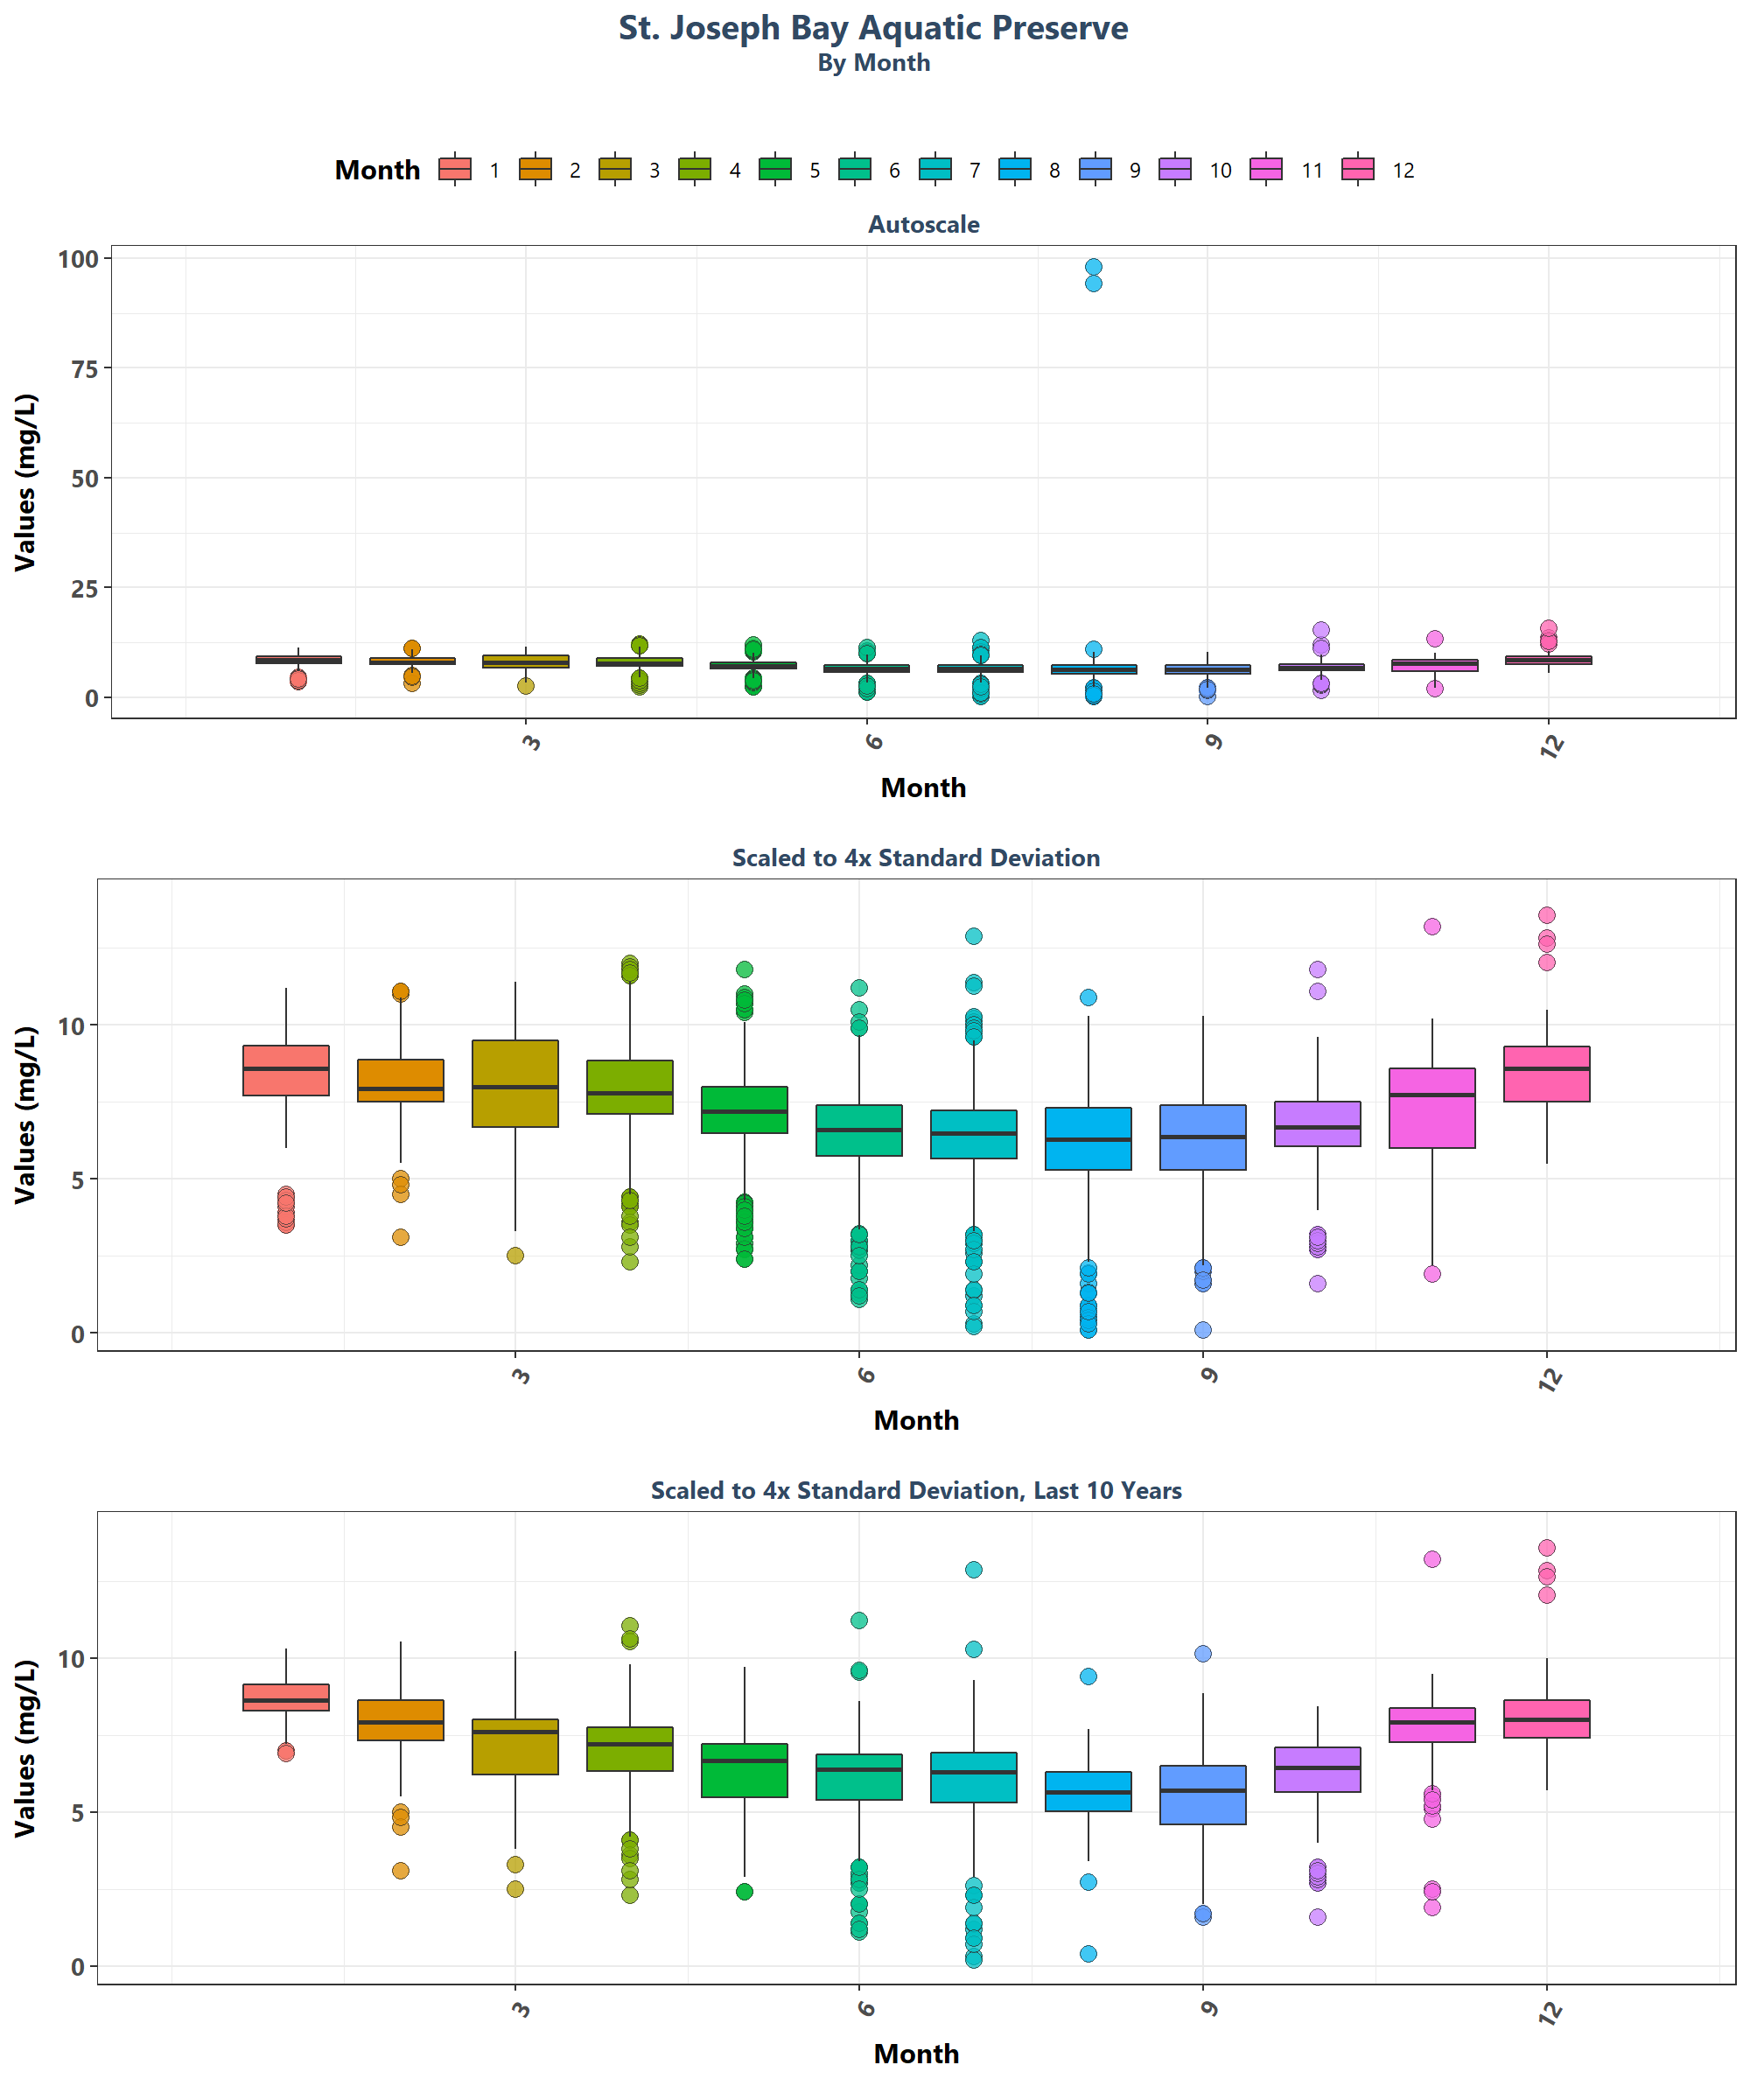 St. Joseph Bay Aquatic Preserve
By Month
Month 1 2 3 4 5 6 7 8 9 10 11 12
Autoscale
Values (mg/L)
100
75
50
25
0
3 6 9 12
Month
Scaled to 4x Standard Deviation
Values (mg/L)
10
5
0
3 6 9 12
Month
Scaled to 4x Standard Deviation, Last 10 Years
Values (mg/L)
10
5
0
3 6 9 12
Month